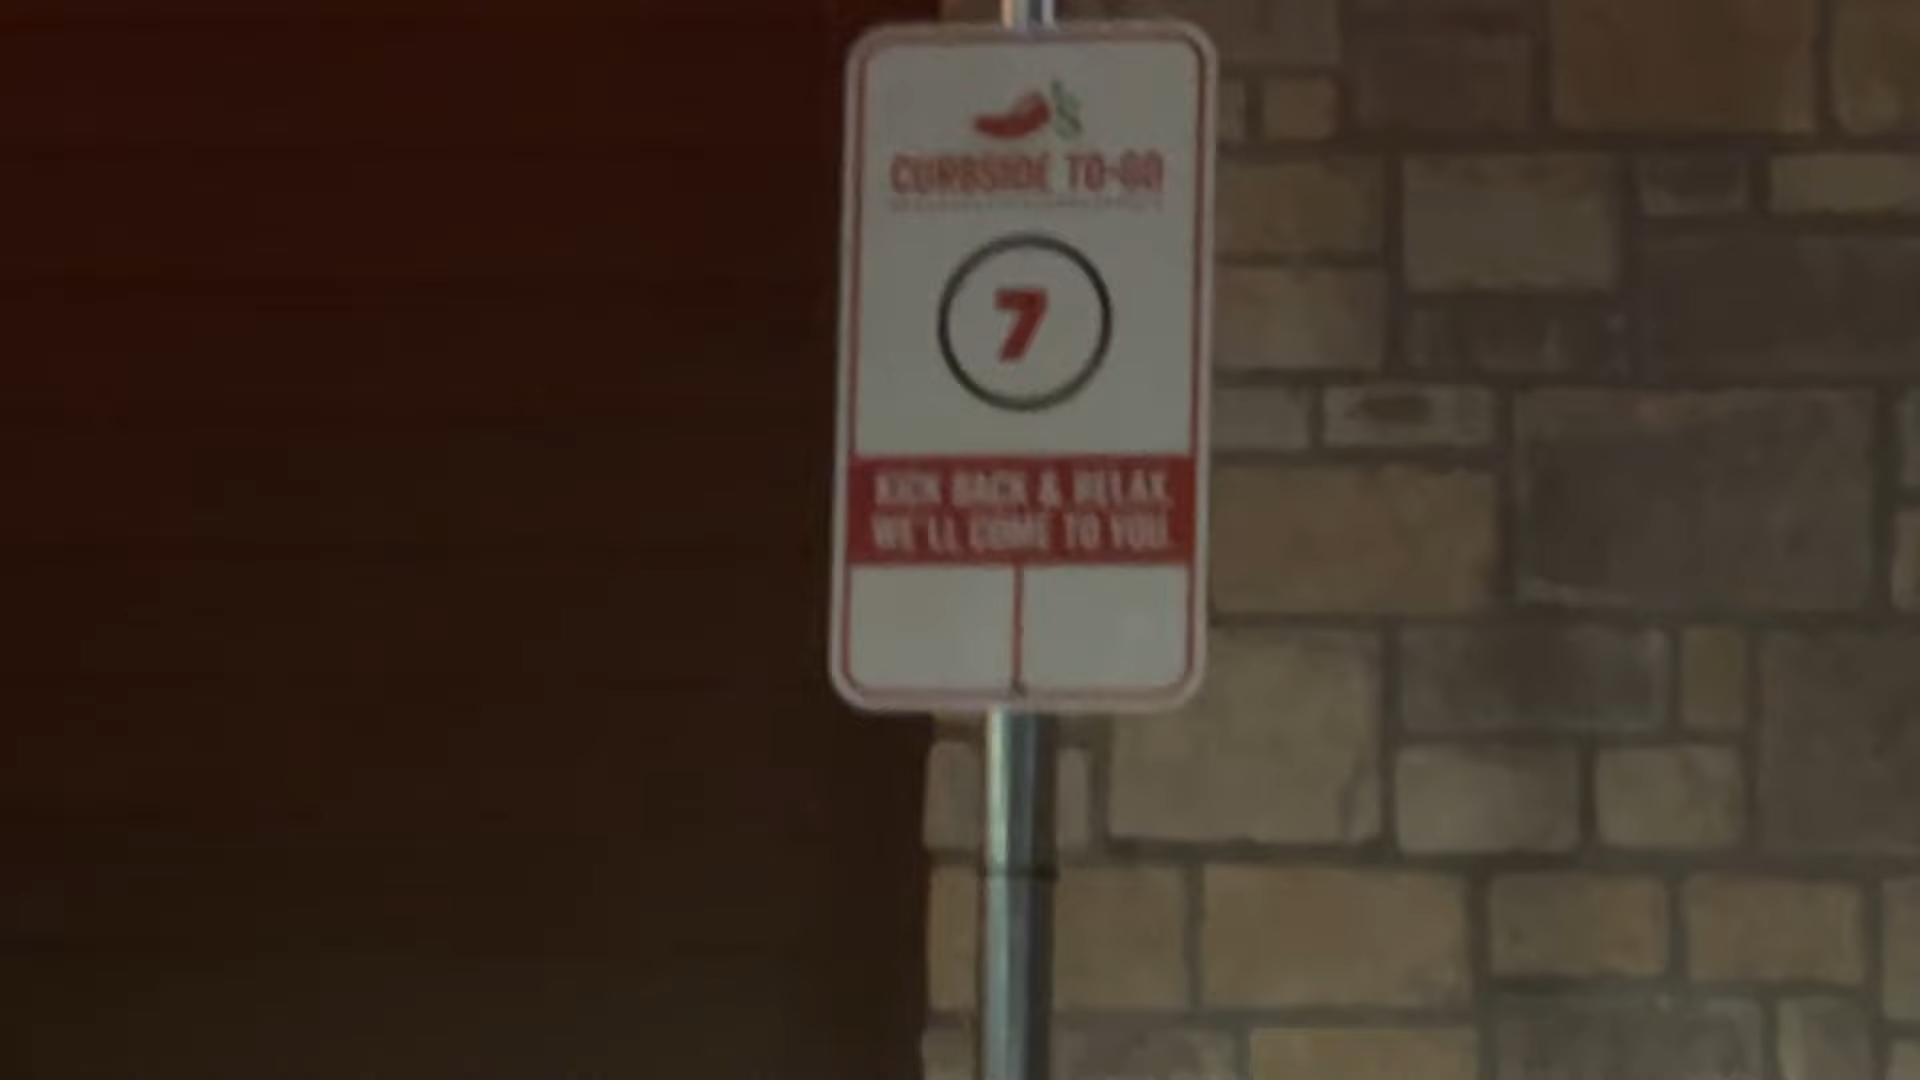 CURBSIDE TO-GO
7
KICK BACK & RELAX.
WE'LL COME TO YOU.